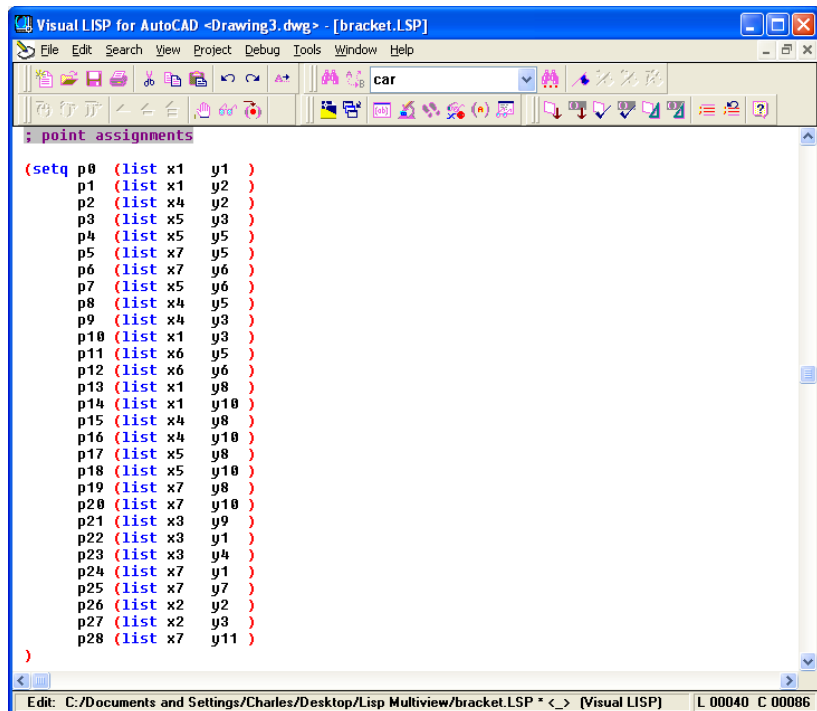 Visual LISP for AutoCAD <Drawing3.dwg> - [bracket.LSP]
File Edit Search View Project Debug Tools Window Help
car
; point assignments
(setq p0 (list x1 y1 )
p1 (list x1 y2 )
p2 (list x4 y2 )
p3 (list x5 y3 )
p4 (list x5 y5 )
p5 (list x7 y5 )
p6 (list x7 y6 )
p7 (list x5 y6 )
p8 (list x4 y5 )
p9 (list x4 y3 )
p10 (list x1 y3 )
p11 (list x6 y5 )
p12 (list x6 y6 )
p13 (list x1 y8 )
p14 (list x1 y10 )
p15 (list x4 y8 )
p16 (list x4 y10 )
p17 (list x5 y8 )
p18 (list x5 y10 )
p19 (list x7 y8 )
p20 (list x7 y10 )
p21 (list x3 y9 )
p22 (list x3 y1 )
p23 (list x3 y4 )
p24 (list x7 y1 )
p25 (list x7 y7 )
p26 (list x2 y2 )
p27 (list x2 y3 )
p28 (list x7 y11 )
)
Edit: C:/Documents and Settings/Charles/Desktop/Lisp Multiview/bracket.LSP * <_> (Visual LISP) L 00040 C 00086